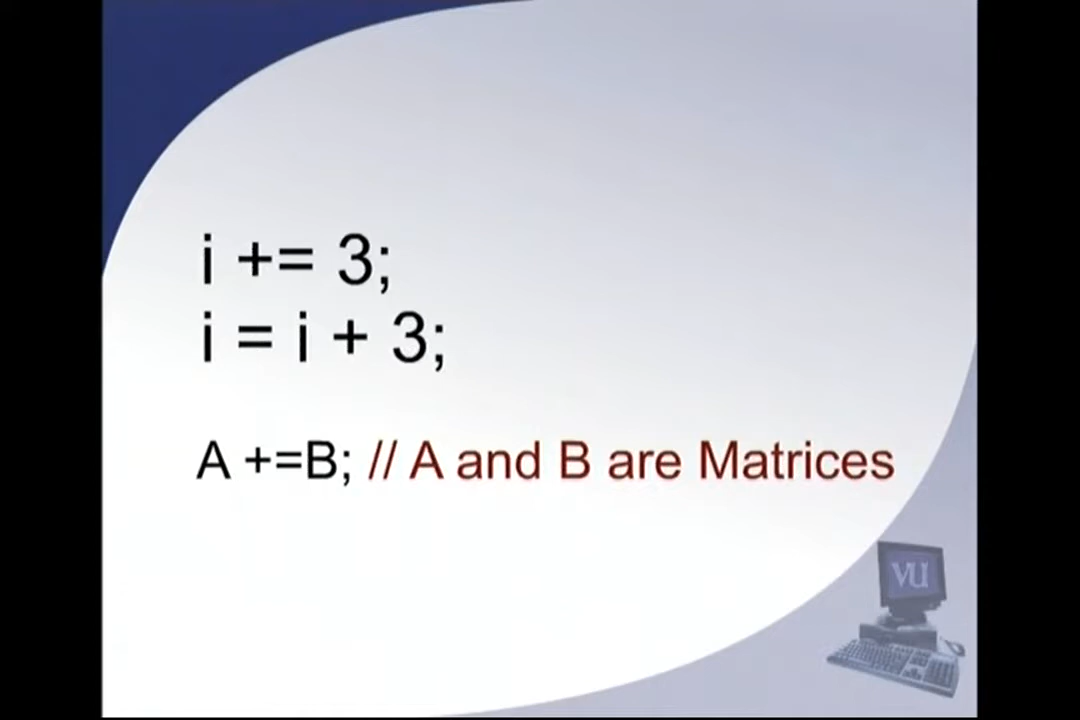 i += 3;
i = i + 3;
A +=B; // A and B are Matrices
VU